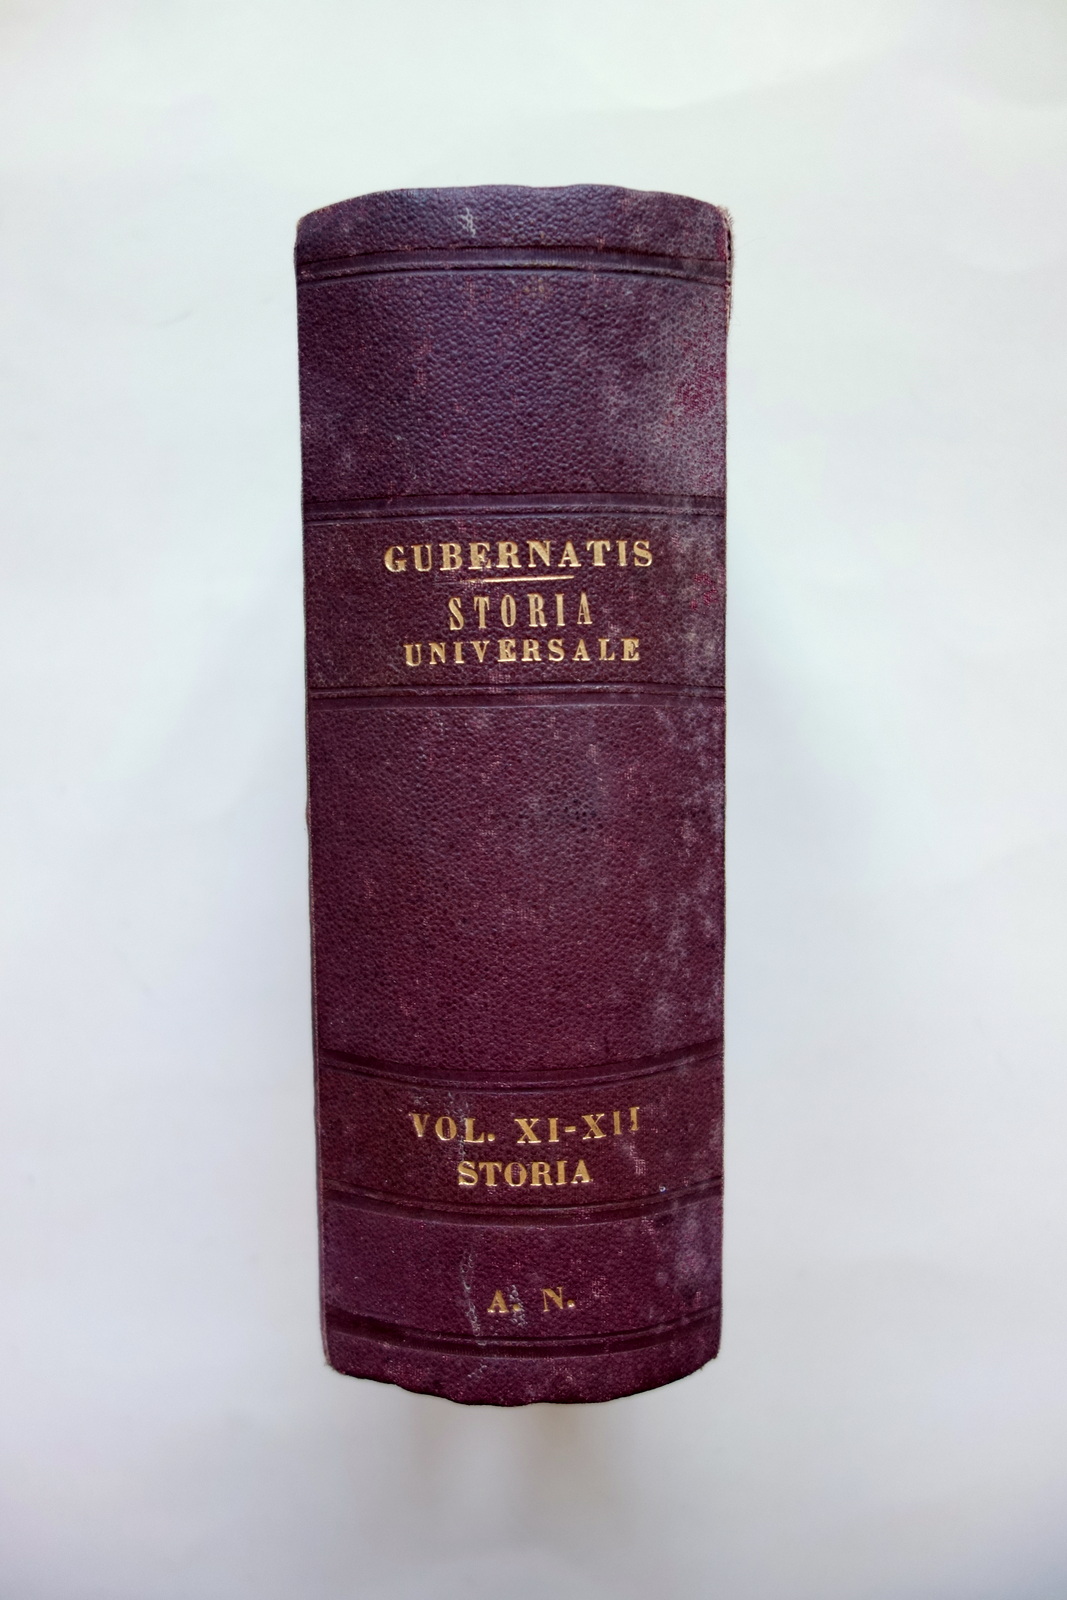 GUBERNATIS
STORIA
UNIVERSALE
VOL. XI-XII
STORIA
A. N.